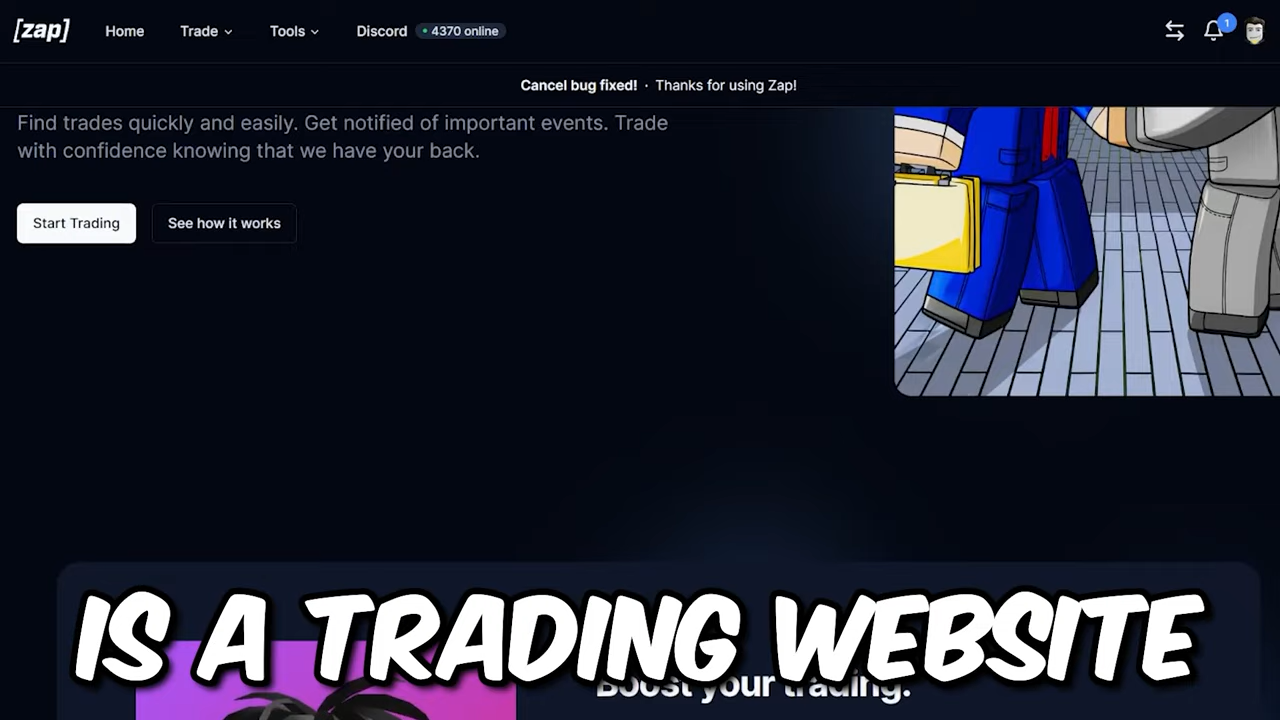 [zap] Home Trade Tools Discord 4370 online 1
Cancel bug fixed! · Thanks for using Zap!
Find trades quickly and easily. Get notified of important events. Trade
with confidence knowing that we have your back.
Start Trading See how it works
IS A TRADING WEBSITE
Boost your trading.